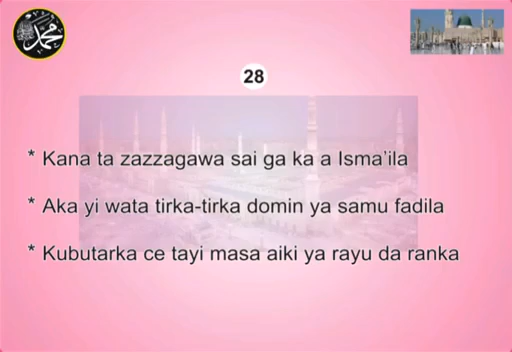 محمد
28
* Kana ta zazzagawa sai ga ka a Isma'ila
* Aka yi wata tirka-tirka domin ya samu fadila
* Kubutarka ce tayi masa aiki ya rayu da ranka